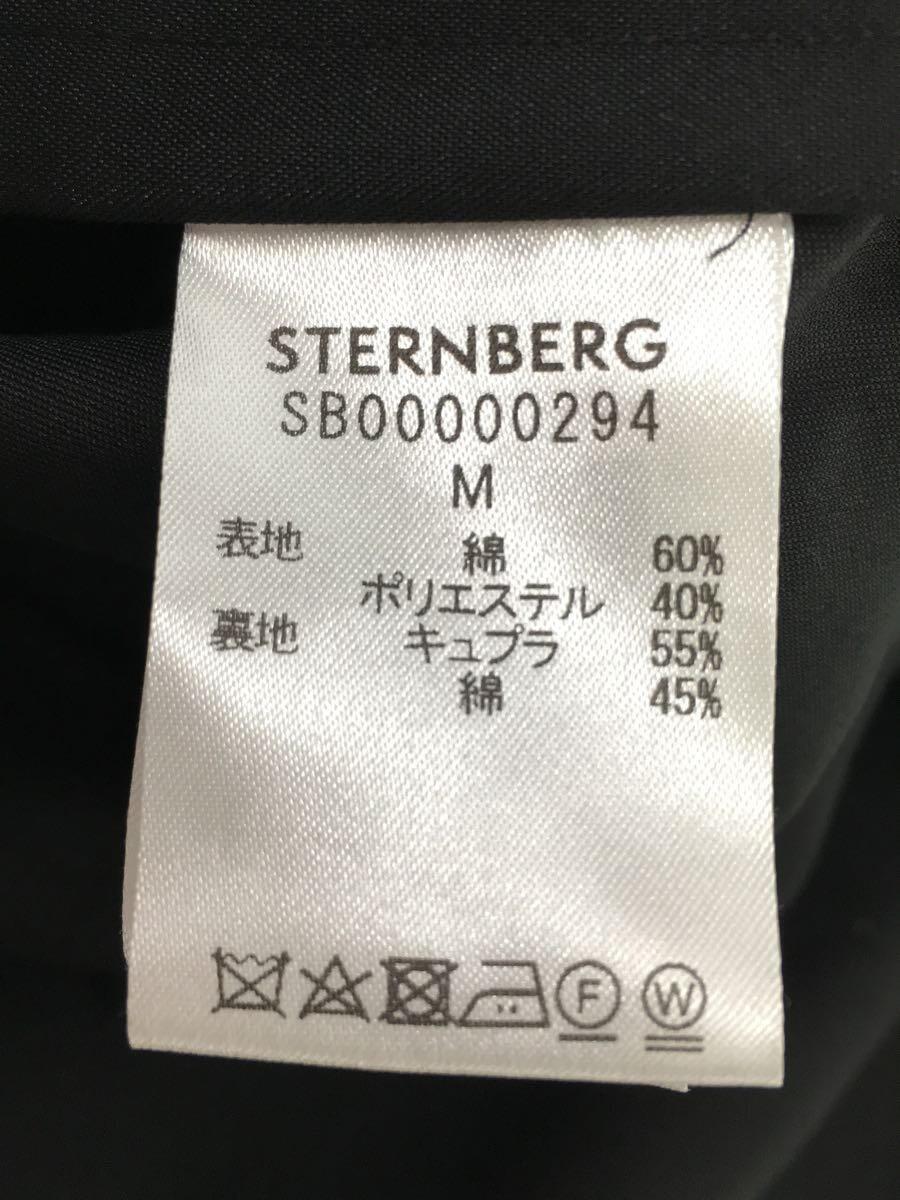 STERNBERG
SB00000294
M
表地 綿 60%
ポリエステル 40%
裏地 キュプラ 55%
綿 45%
F W